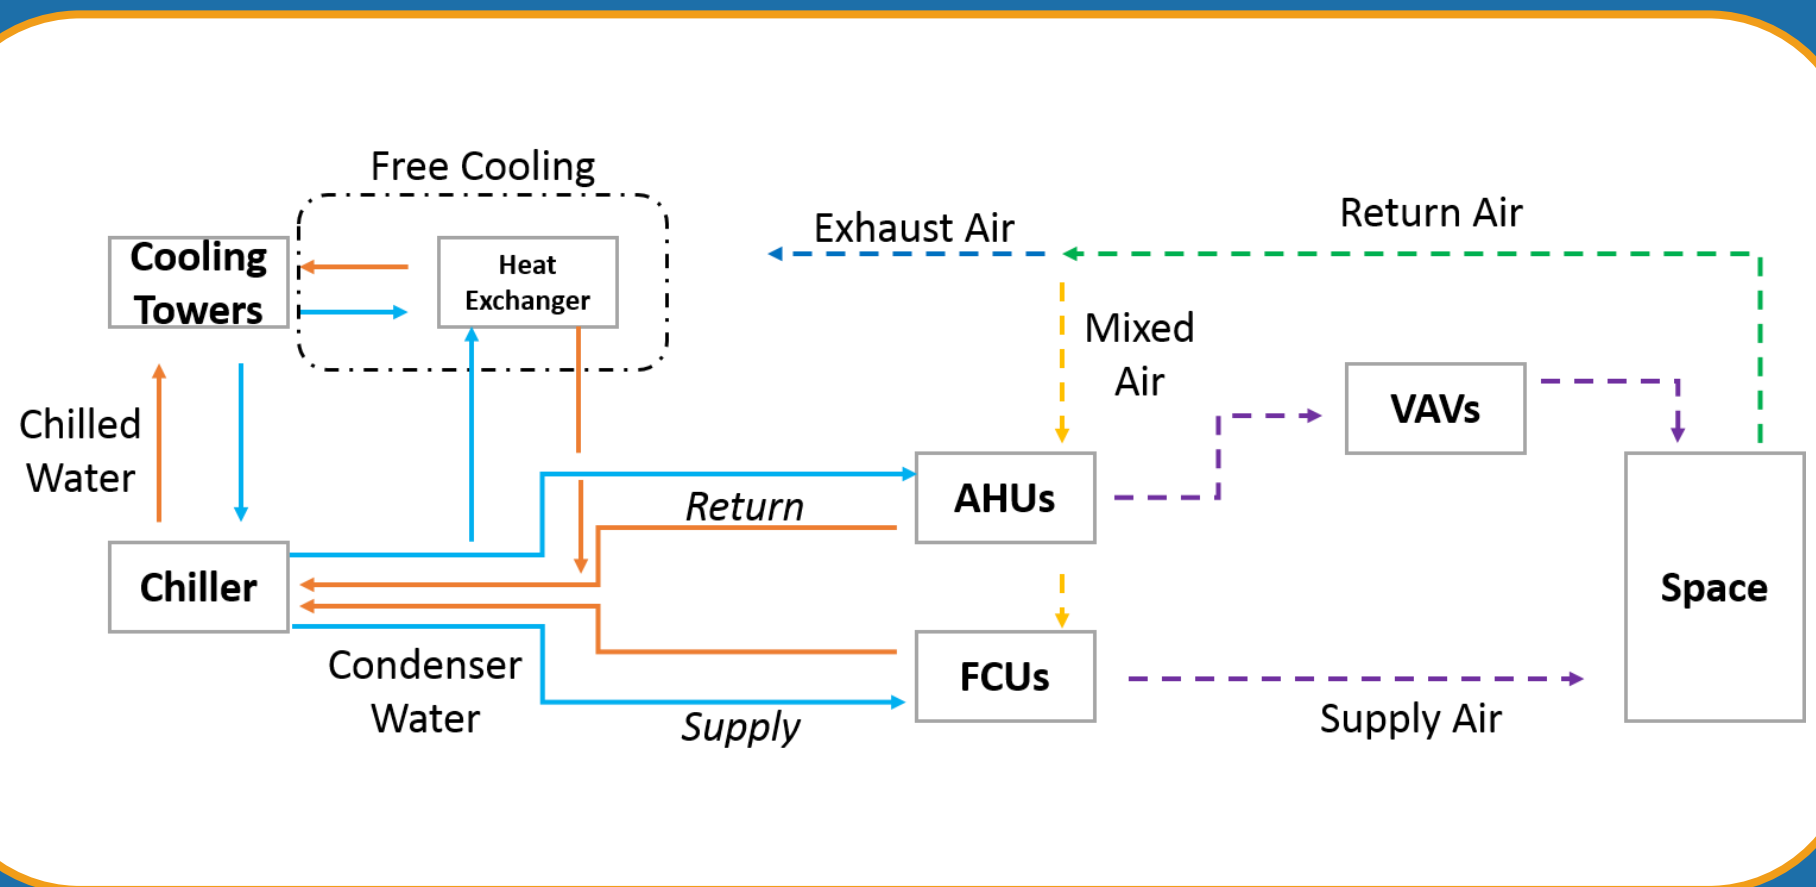 Free Cooling
Cooling
Towers
Heat
Exchanger
Exhaust Air
Return Air
Mixed
Air
VAVs
Chilled
Water
Return
AHUs
Chiller
Space
Condenser
Water
Supply
FCUs
Supply Air